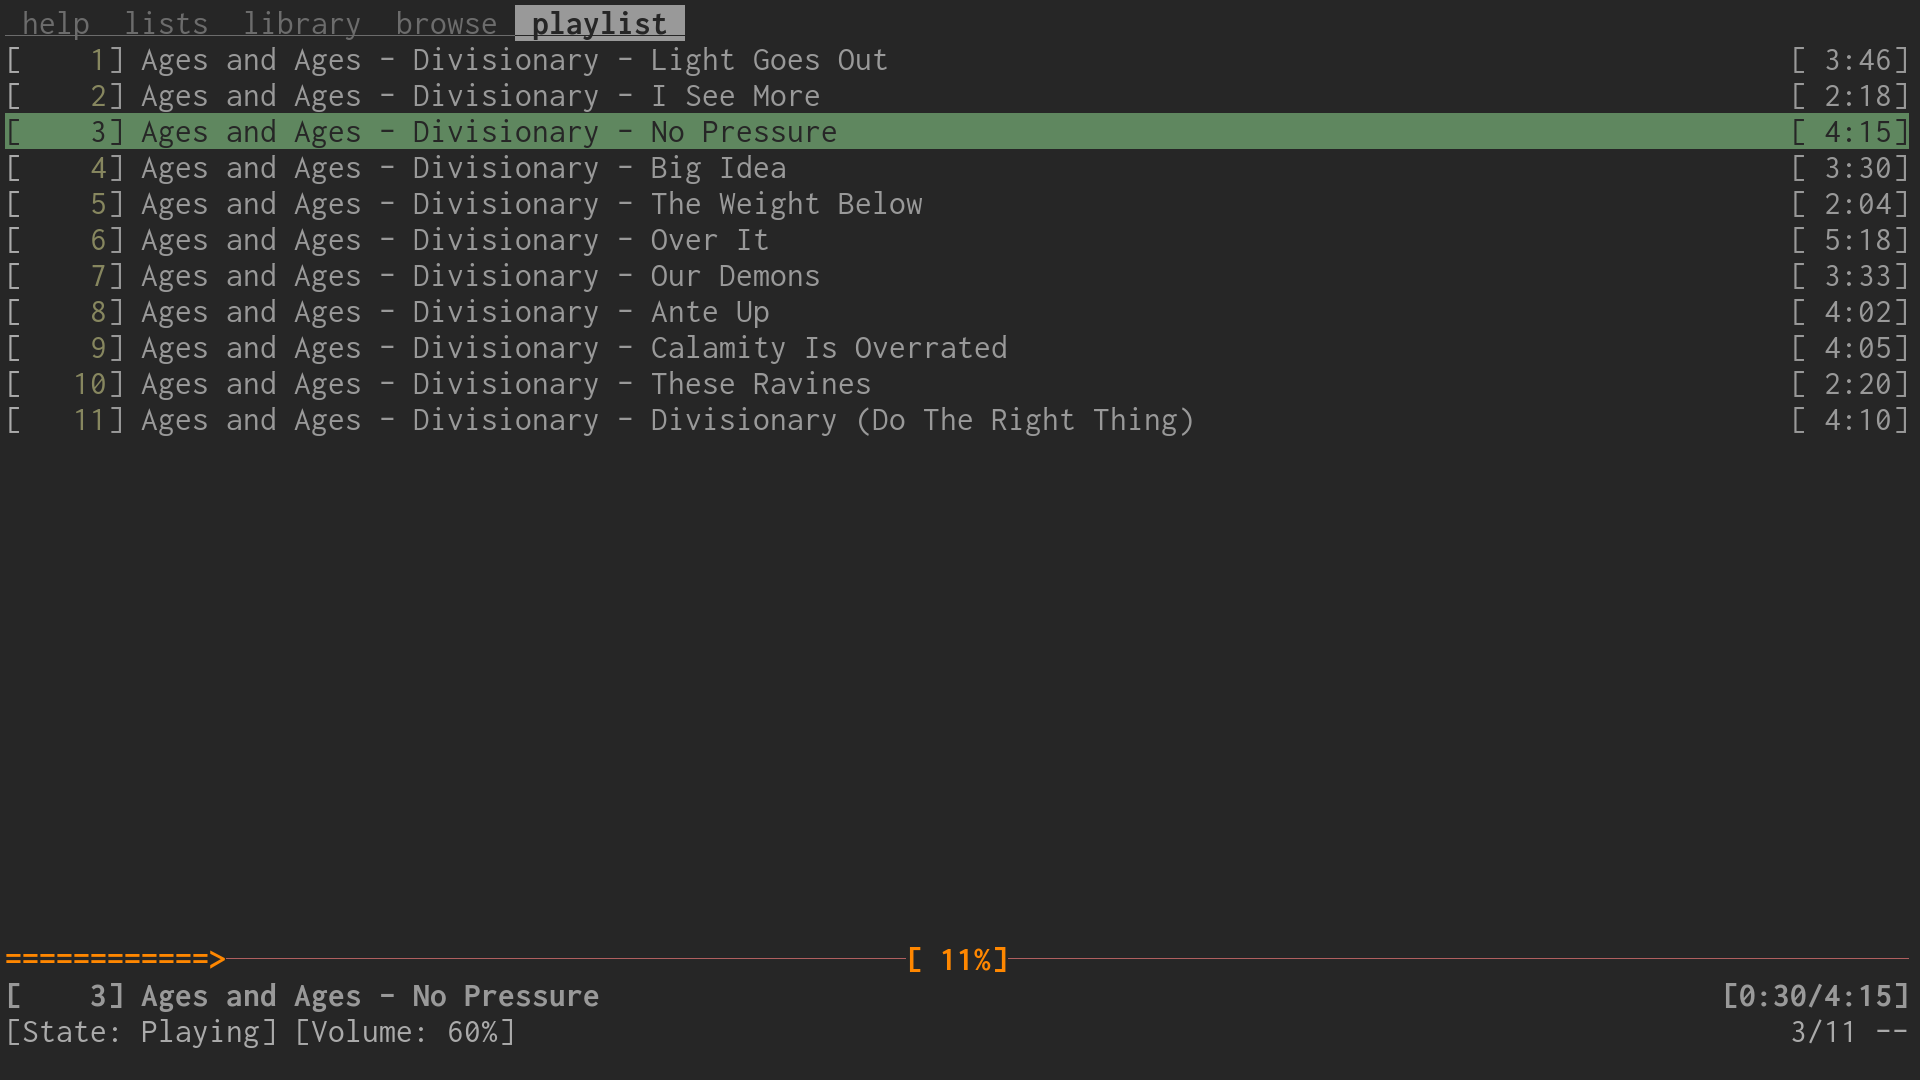 help lists library browse playlist
[ 1] Ages and Ages - Divisionary - Light Goes Out [ 3:46]
[ 2] Ages and Ages - Divisionary - I See More [ 2:18]
[ 3] Ages and Ages - Divisionary - No Pressure [ 4:15]
[ 4] Ages and Ages - Divisionary - Big Idea [ 3:30]
[ 5] Ages and Ages - Divisionary - The Weight Below [ 2:04]
[ 6] Ages and Ages - Divisionary - Over It [ 5:18]
[ 7] Ages and Ages - Divisionary - Our Demons [ 3:33]
[ 8] Ages and Ages - Divisionary - Ante Up [ 4:02]
[ 9] Ages and Ages - Divisionary - Calamity Is Overrated [ 4:05]
[ 10] Ages and Ages - Divisionary - These Ravines [ 2:20]
[ 11] Ages and Ages - Divisionary - Divisionary (Do The Right Thing) [ 4:10]
============>[ 11%]
[ 3] Ages and Ages - No Pressure [0:30/4:15]
[State: Playing] [Volume: 60%] 3/11 --